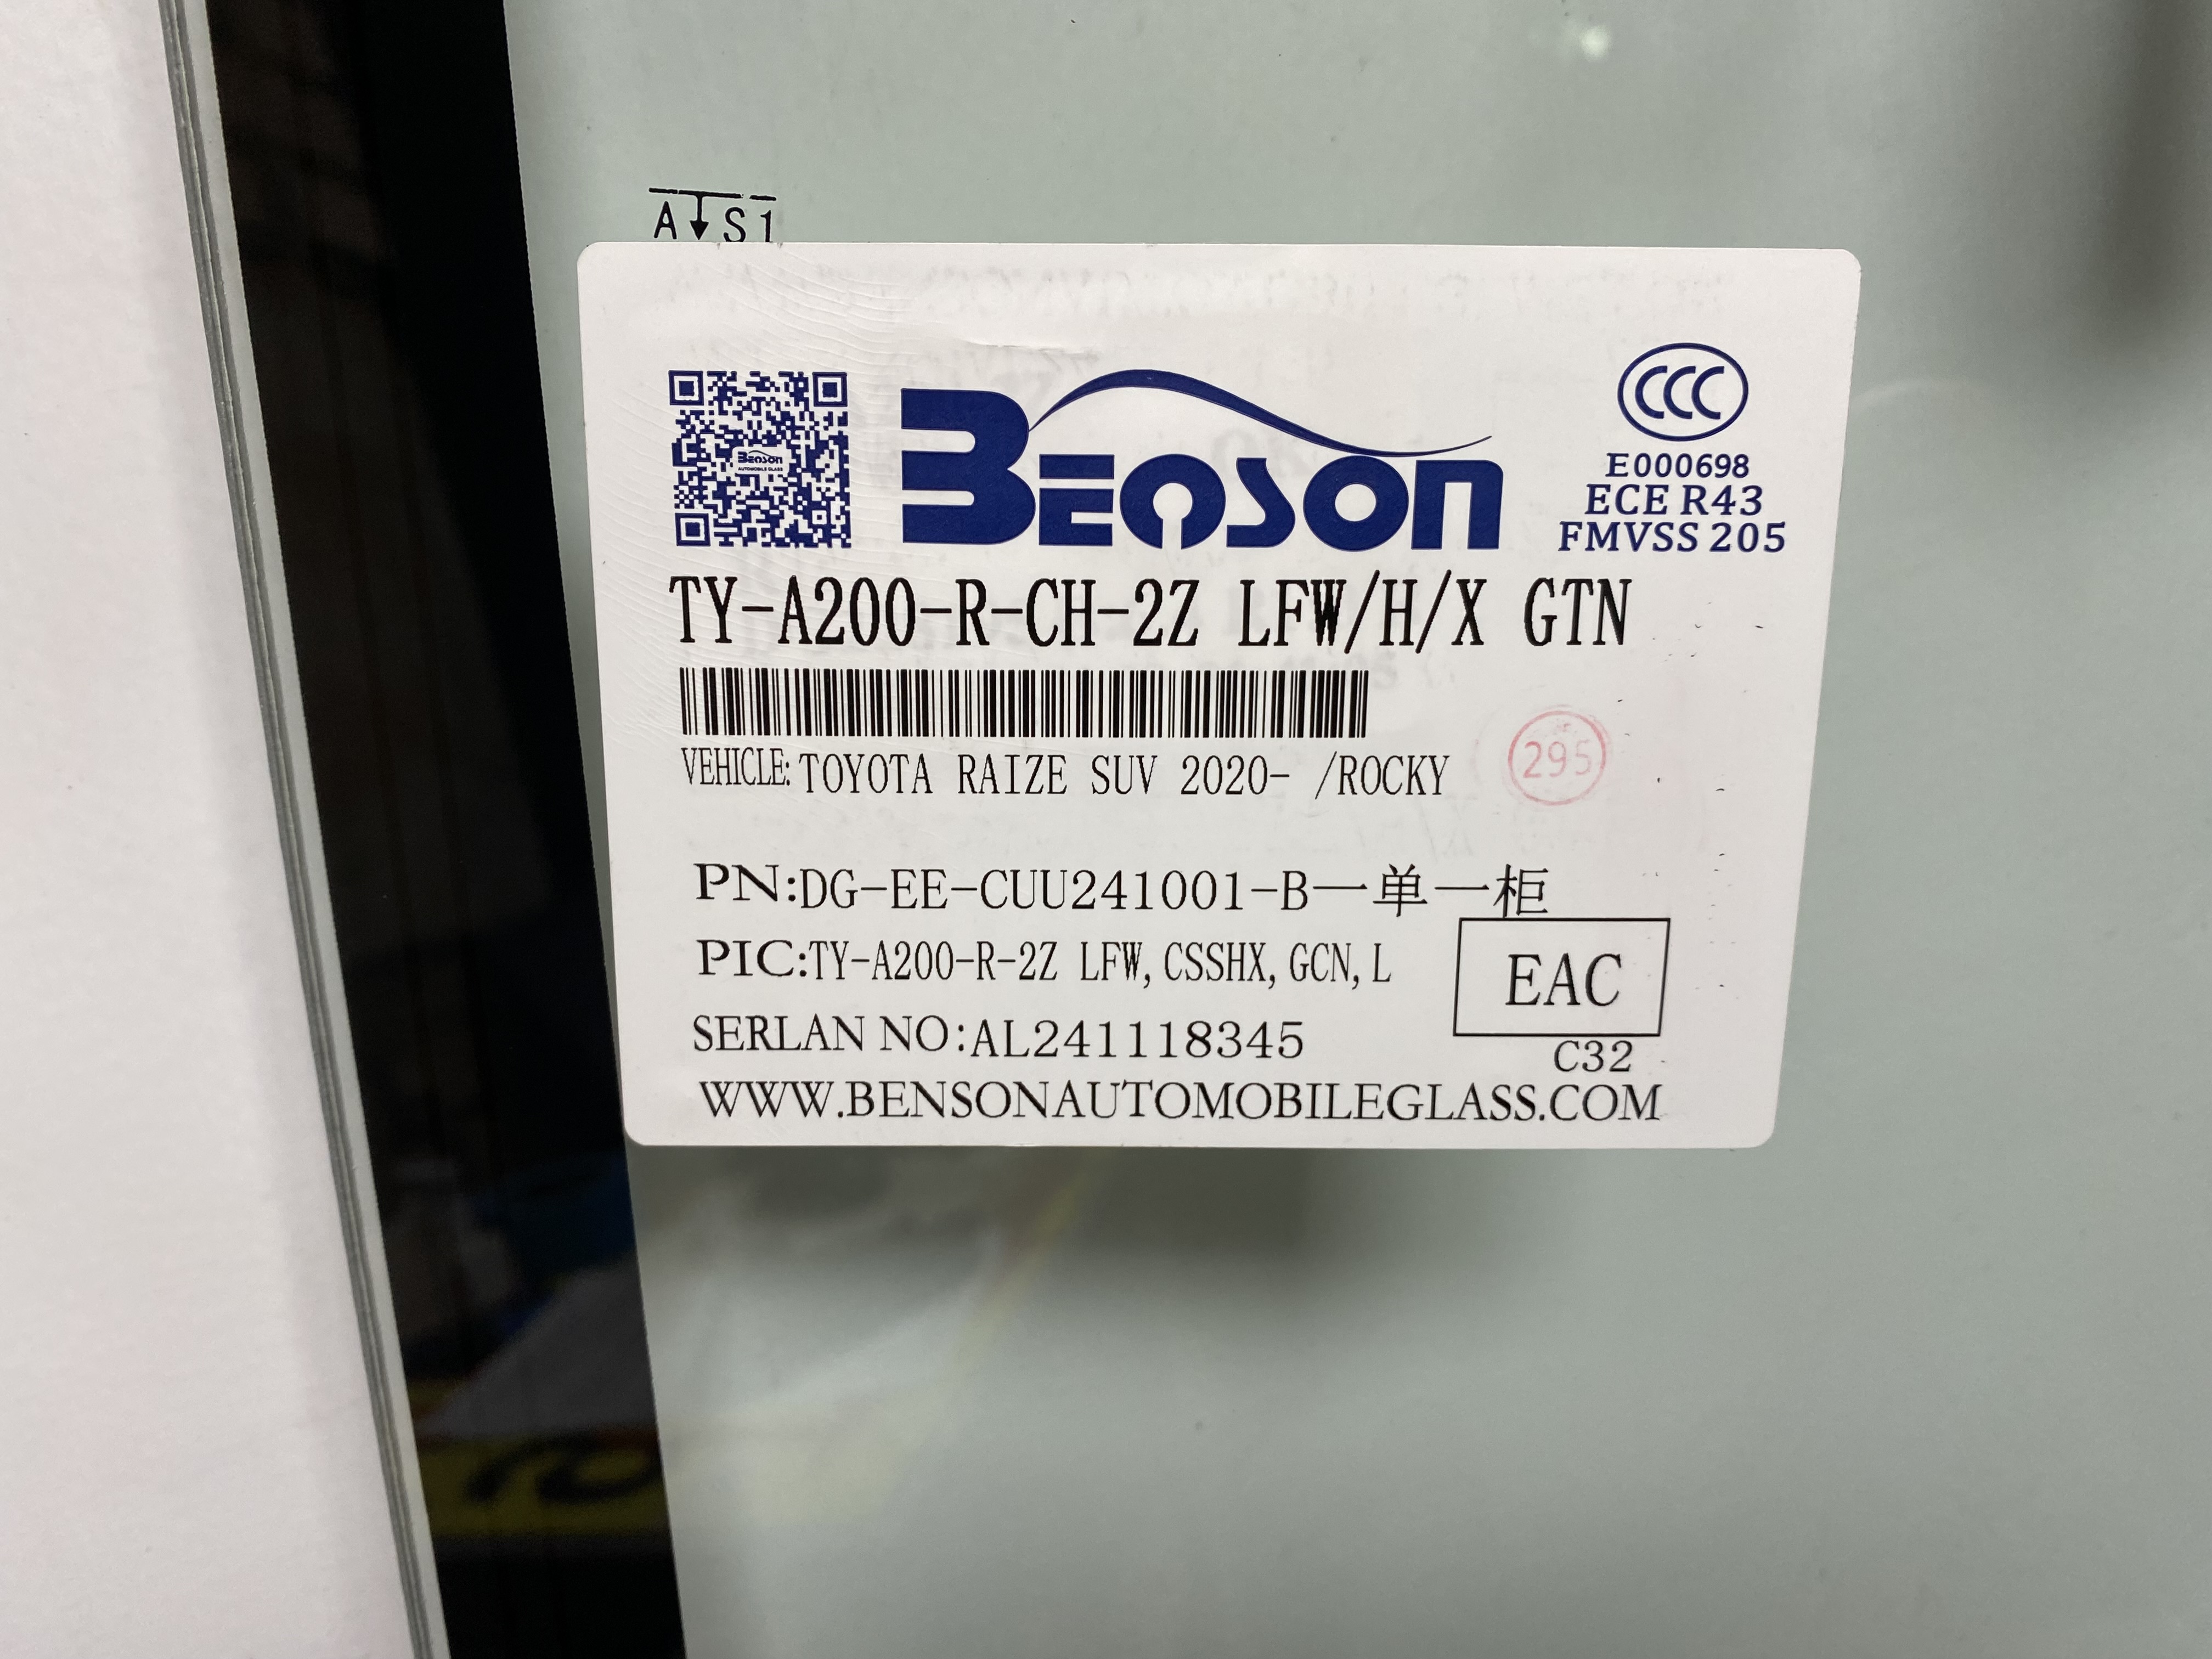 A S1
BENSON
CCC
E000698
ECE R43
FMVSS 205
TY-A200-R-CH-2Z LFW/H/X GTN
VEHICLE: TOYOTA RAIZE SUV 2020- /ROCKY
295
PN:DG-EE-CUU241001-B一单一柜
PIC:TY-A200-R-2Z LFW, CSSHX, GCN, L
EAC
SERLAN NO:AL241118345
C32
WWW.BENSONAUTOMOBILEGLASS.COM